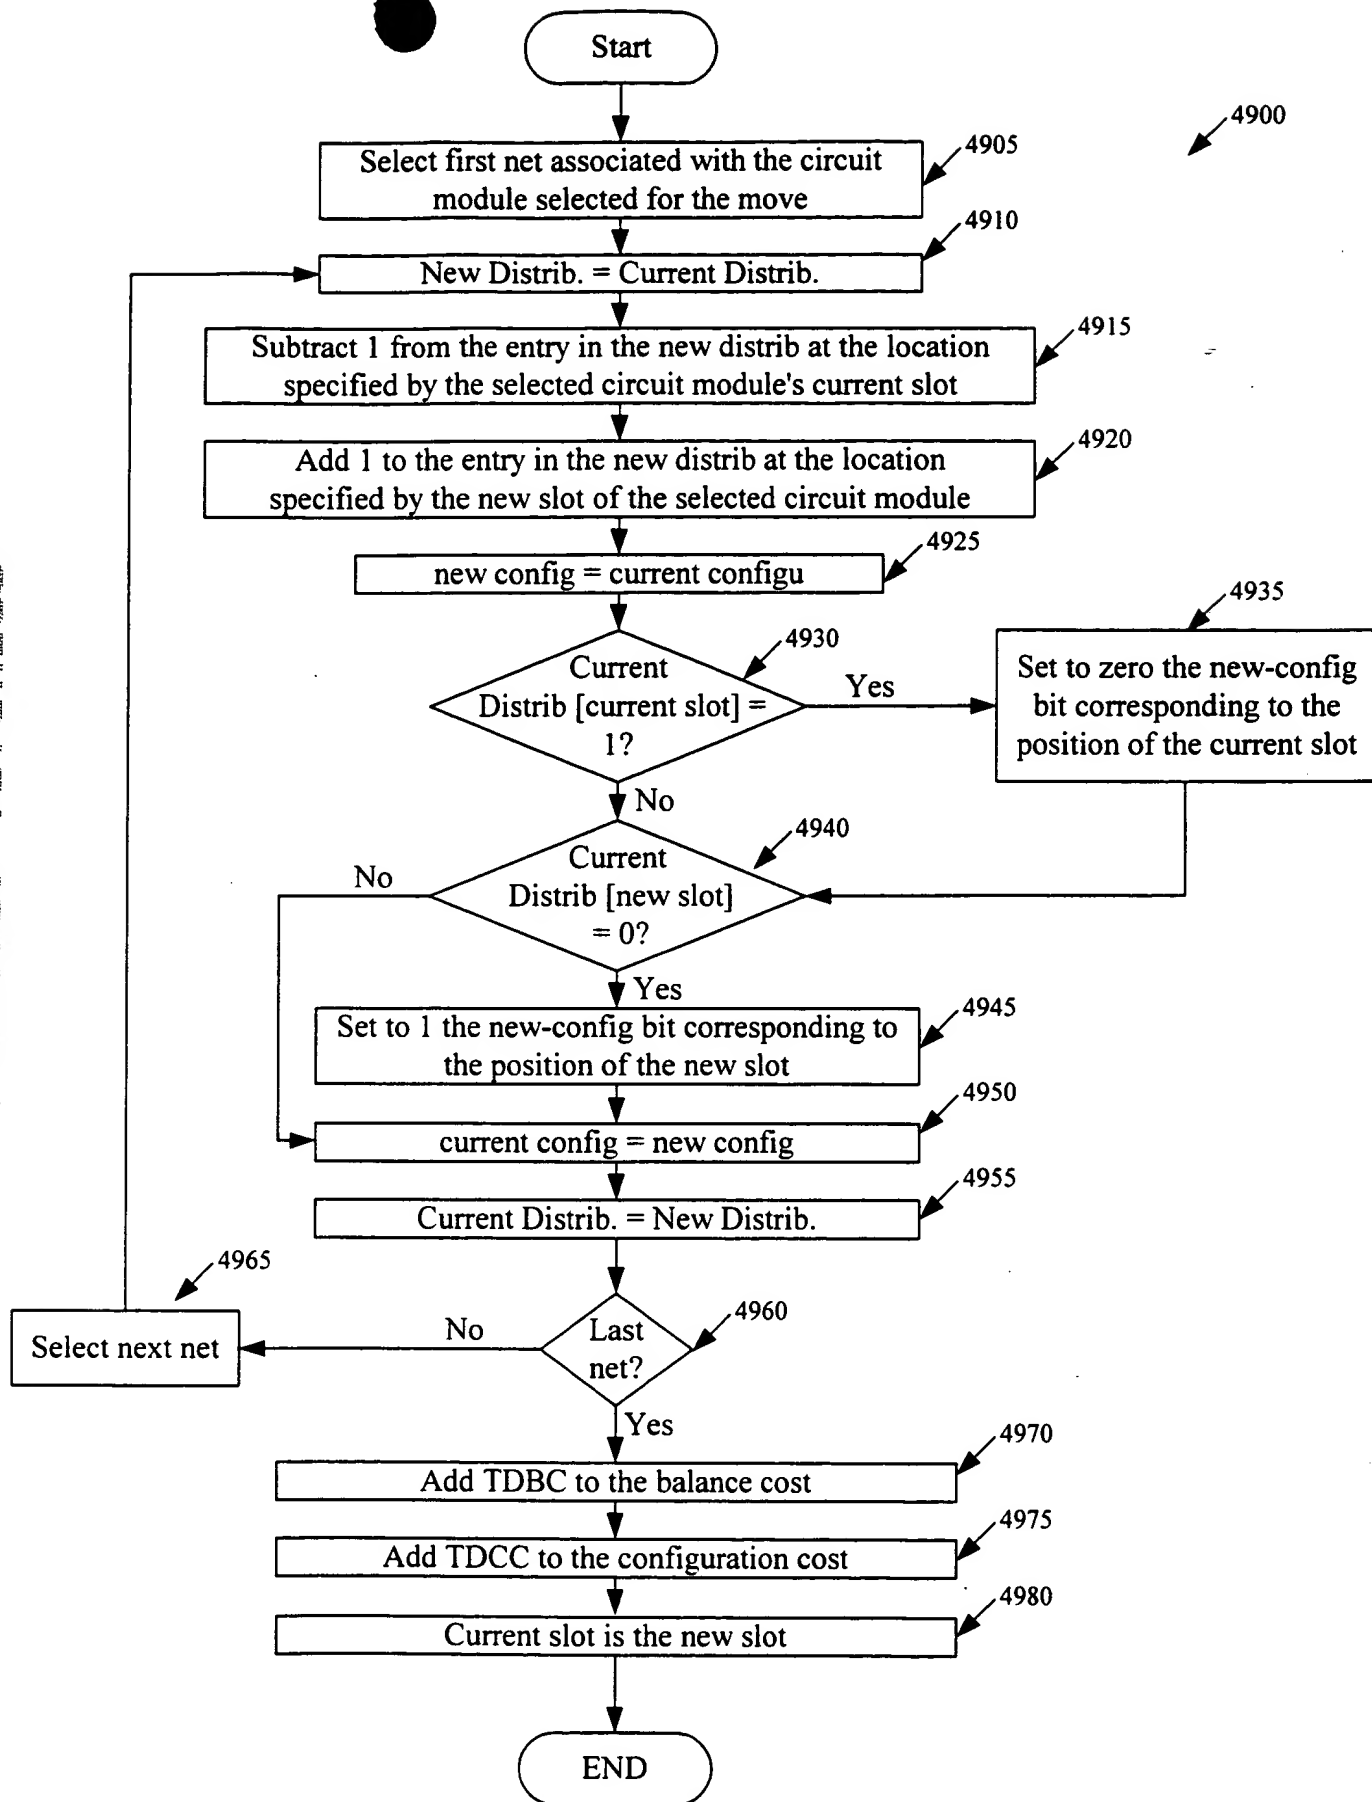 Start
4900
4905
Select first net associated with the circuit
module selected for the move
4910
New Distrib. = Current Distrib.
4915
Subtract 1 from the entry in the new distrib at the location
specified by the selected circuit module's current slot
4920
Add 1 to the entry in the new distrib at the location
specified by the new slot of the selected circuit module
4925
new config = current configu
4930
Current
Distrib [current slot] =
1?
Yes
4935
Set to zero the new-config
bit corresponding to the
position of the current slot
No
4940
Current
Distrib [new slot]
= 0?
No
Yes
4945
Set to 1 the new-config bit corresponding to
the position of the new slot
4950
current config = new config
4955
Current Distrib. = New Distrib.
4965
Select next net
No
4960
Last
net?
Yes
4970
Add TDBC to the balance cost
4975
Add TDCC to the configuration cost
4980
Current slot is the new slot
END